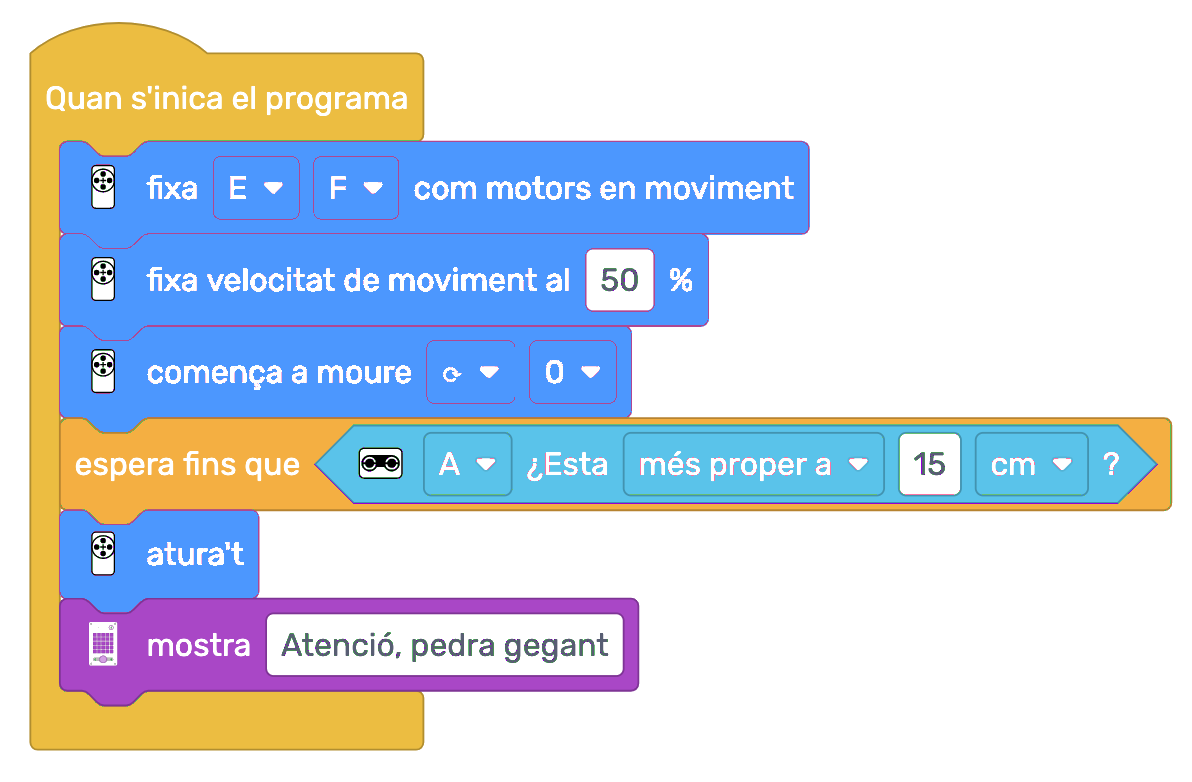 Quan s'inica el programa
fixa E F com motors en moviment
fixa velocitat de moviment al 50 %
comença a moure ⟳ 0
espera fins que A ¿Esta més proper a 15 cm ?
atura't
mostra Atenció, pedra gegant